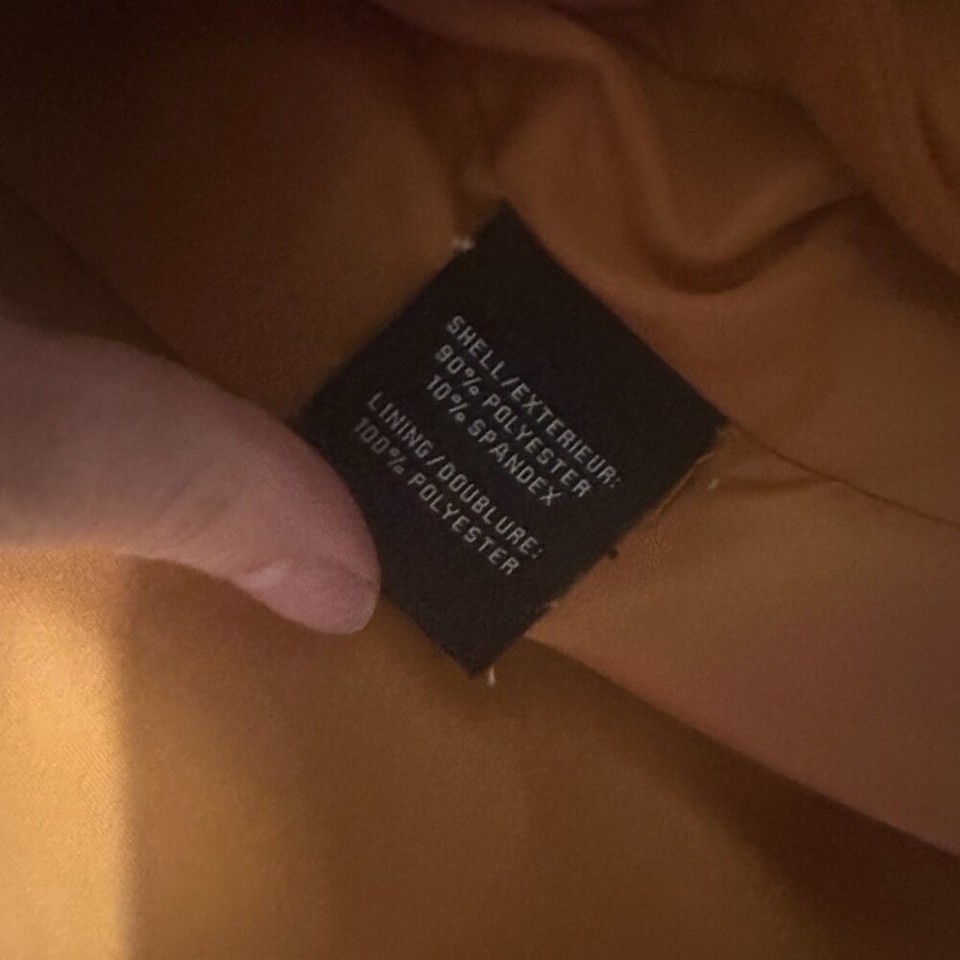 SHELL/EXTERIEUR:
90% POLYESTER
10% SPANDEX
LINING/DOUBLURE:
100% POLYESTER